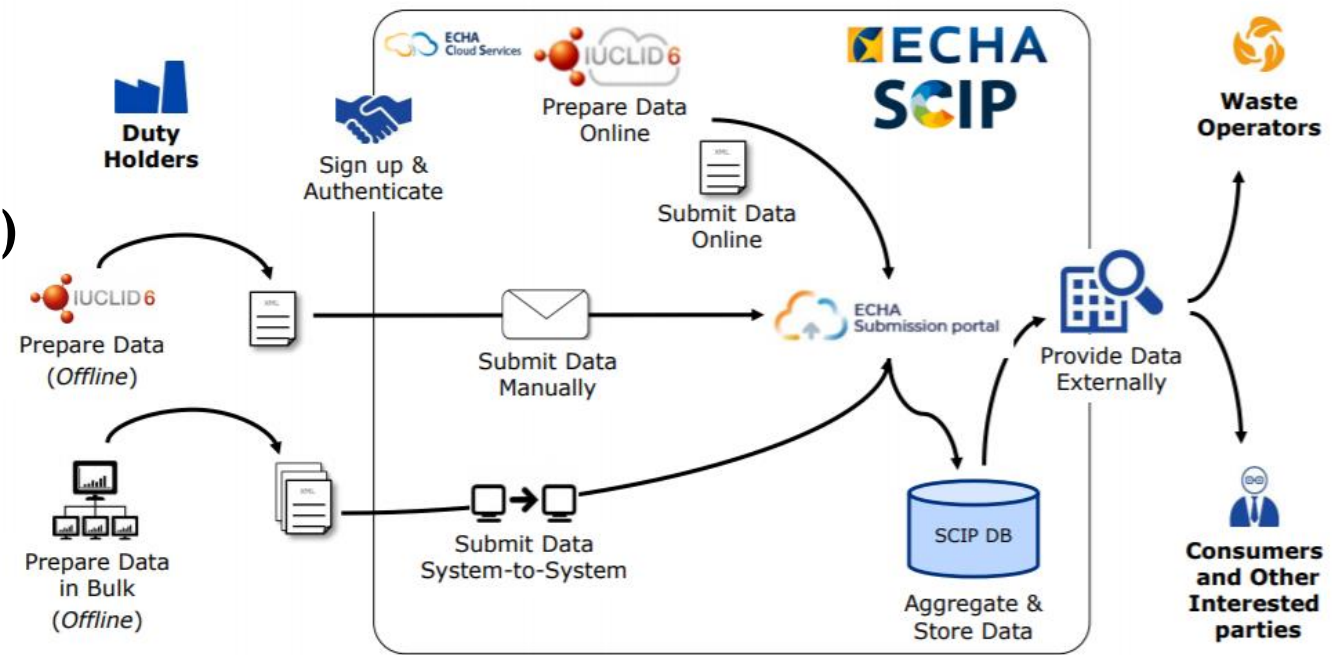 ECHA
Cloud Services
IUCLID 6
ECHA
SCIP
Duty
Holders
Sign up &
Authenticate
Prepare Data
Online
XML
Submit Data
Online
Waste
Operators
)
IUCLID 6
Prepare Data
(Offline)
XML
Submit Data
Manually
ECHA
Submission portal
Provide Data
Externally
Prepare Data
in Bulk
(Offline)
XML
Submit Data
System-to-System
SCIP DB
Aggregate &
Store Data
Consumers
and Other
Interested
parties